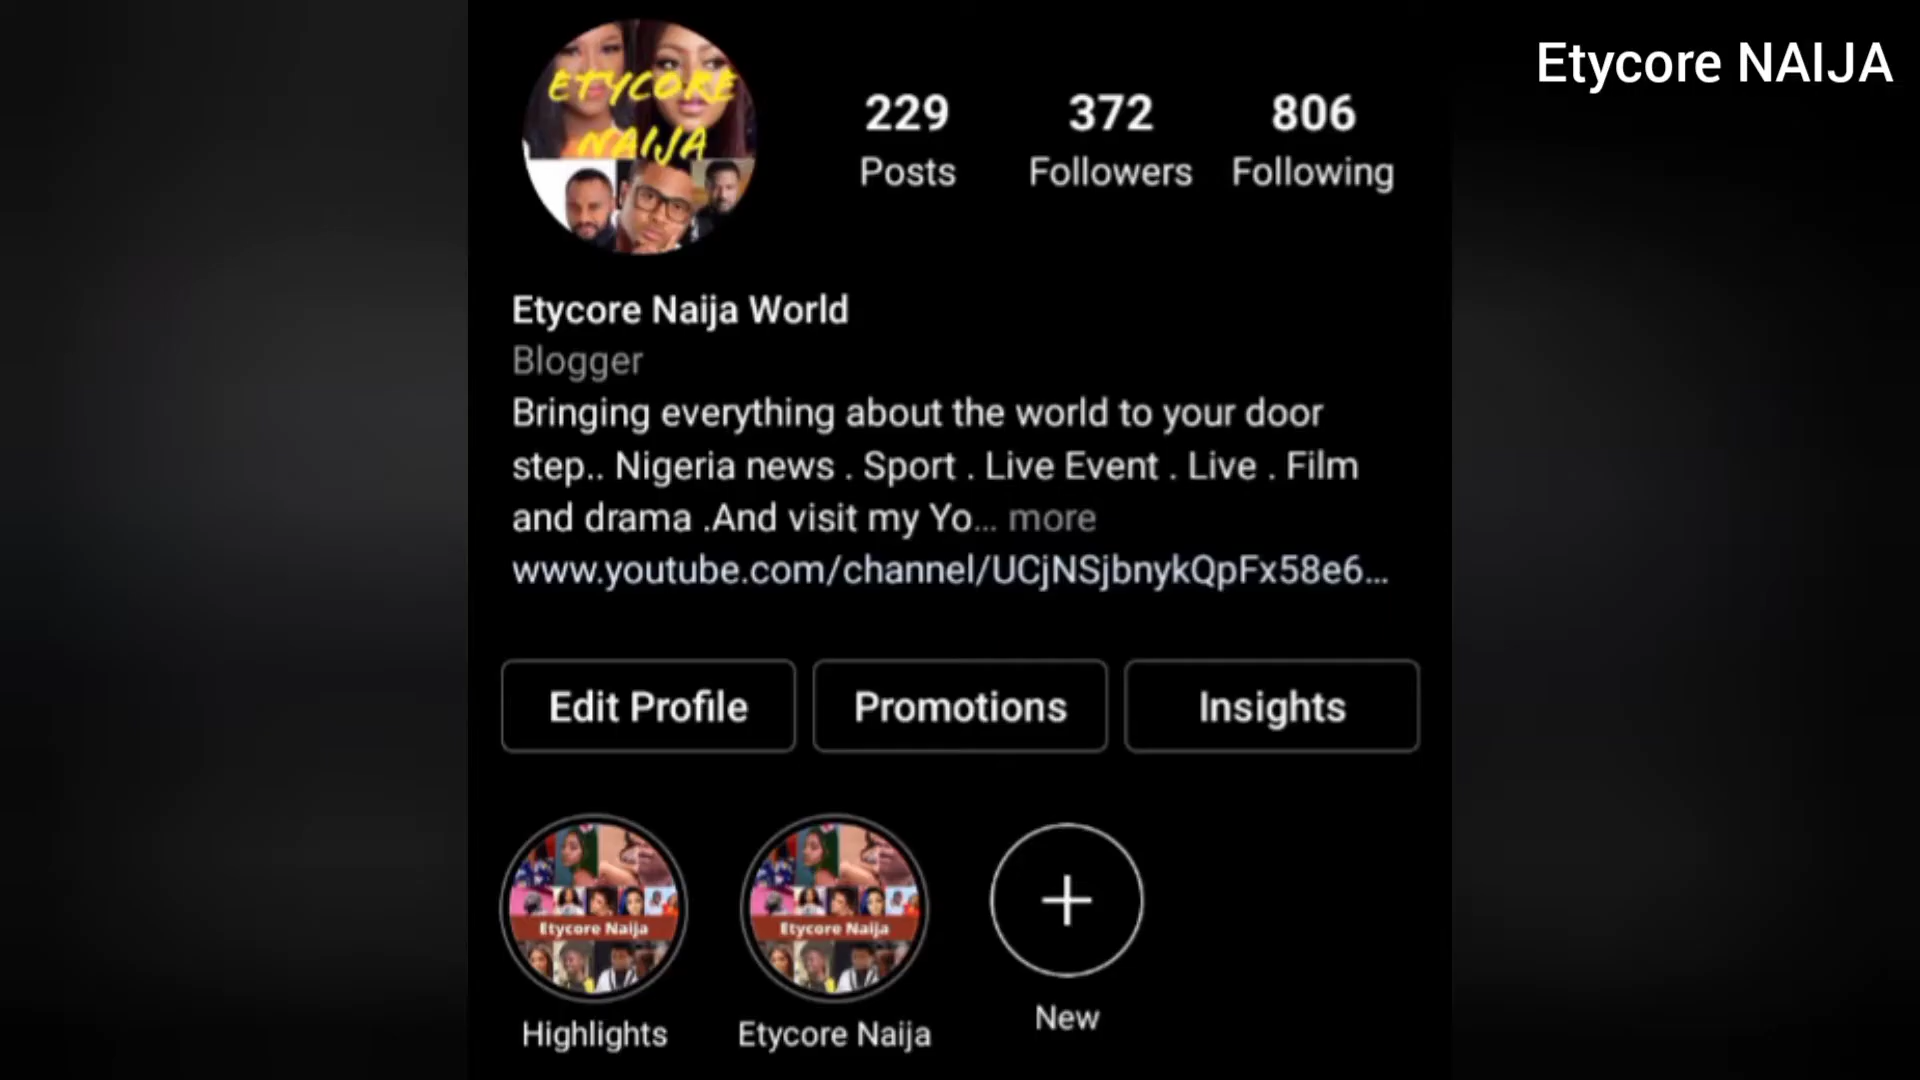 Etycore NAIJA
ETYCORE
NAIJA
229
Posts
372
Followers
806
Following
Etycore Naija World
Blogger
Bringing everything about the world to your door
step.. Nigeria news . Sport . Live Event . Live . Film
and drama .And visit my Yo... more
www.youtube.com/channel/UCjNSjbnykQpFx58e6...
Edit Profile
Promotions
Insights
Etycore Naija
Highlights
Etycore Naija
Etycore Naija
New